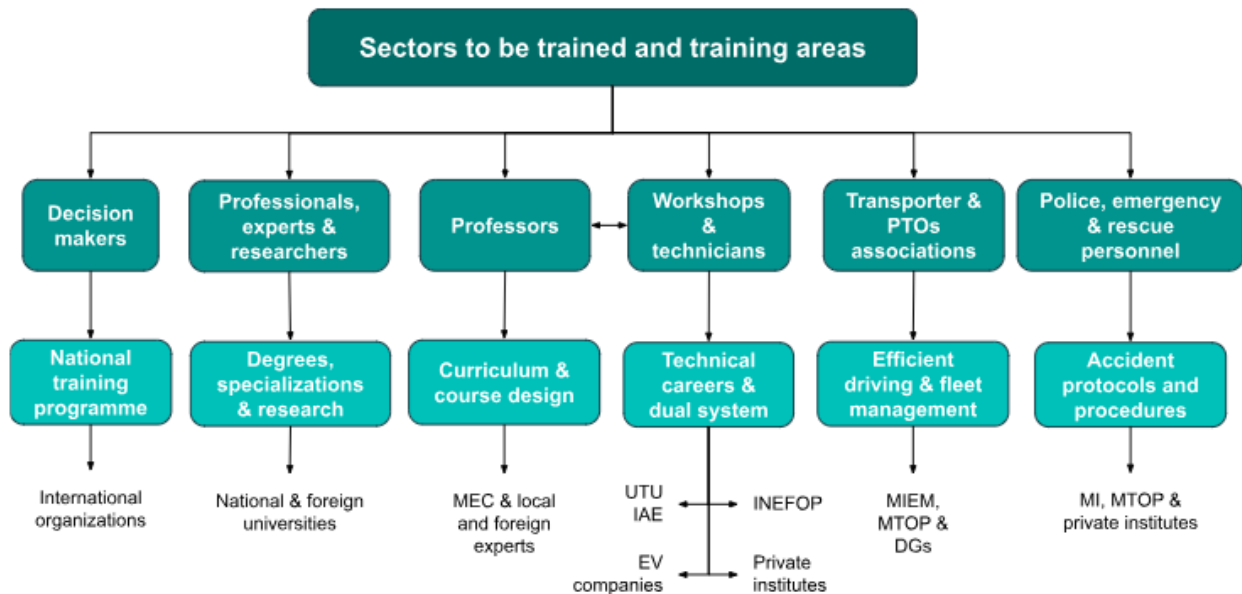 Sectors to be trained and training areas
Decision
makers
Professionals,
experts &
researchers
Professors
Workshops
&
technicians
Transporter &
PTOs
associations
Police, emergency
& rescue
personnel
National
training
programme
Degrees,
specializations
& research
Curriculum &
course design
Technical
careers &
dual system
Efficient
driving & fleet
management
Accident
protocols and
procedures
International
organizations
National & foreign
universities
MEC & local
and foreign
experts
UTU
IAE
INEFOP
EV
companies
Private
institutes
MIEM,
MTOP &
DGs
MI, MTOP &
private institutes